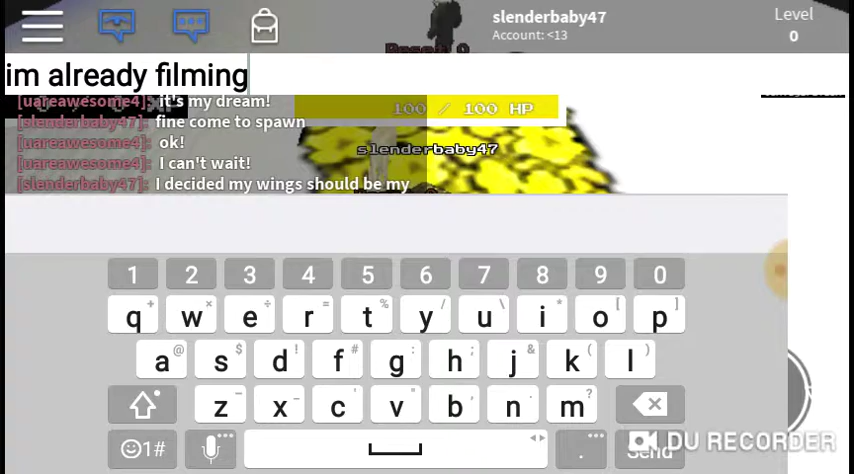 slenderbaby47
Account: <13
Level
0
im already filming
[uareawesome4]: it's my dream!
[slenderbaby47]: fine come to spawn
[uareawesome4]: ok!
[uareawesome4]: I can't wait!
[slenderbaby47]: I decided my wings should be my
100 / 100 HP
slenderbaby47
1 2 3 4 5 6 7 8 9 0
q w e r t y u i o p
a s d f g h j k l
z x c v b n m
1# . Send
DU RECORDER